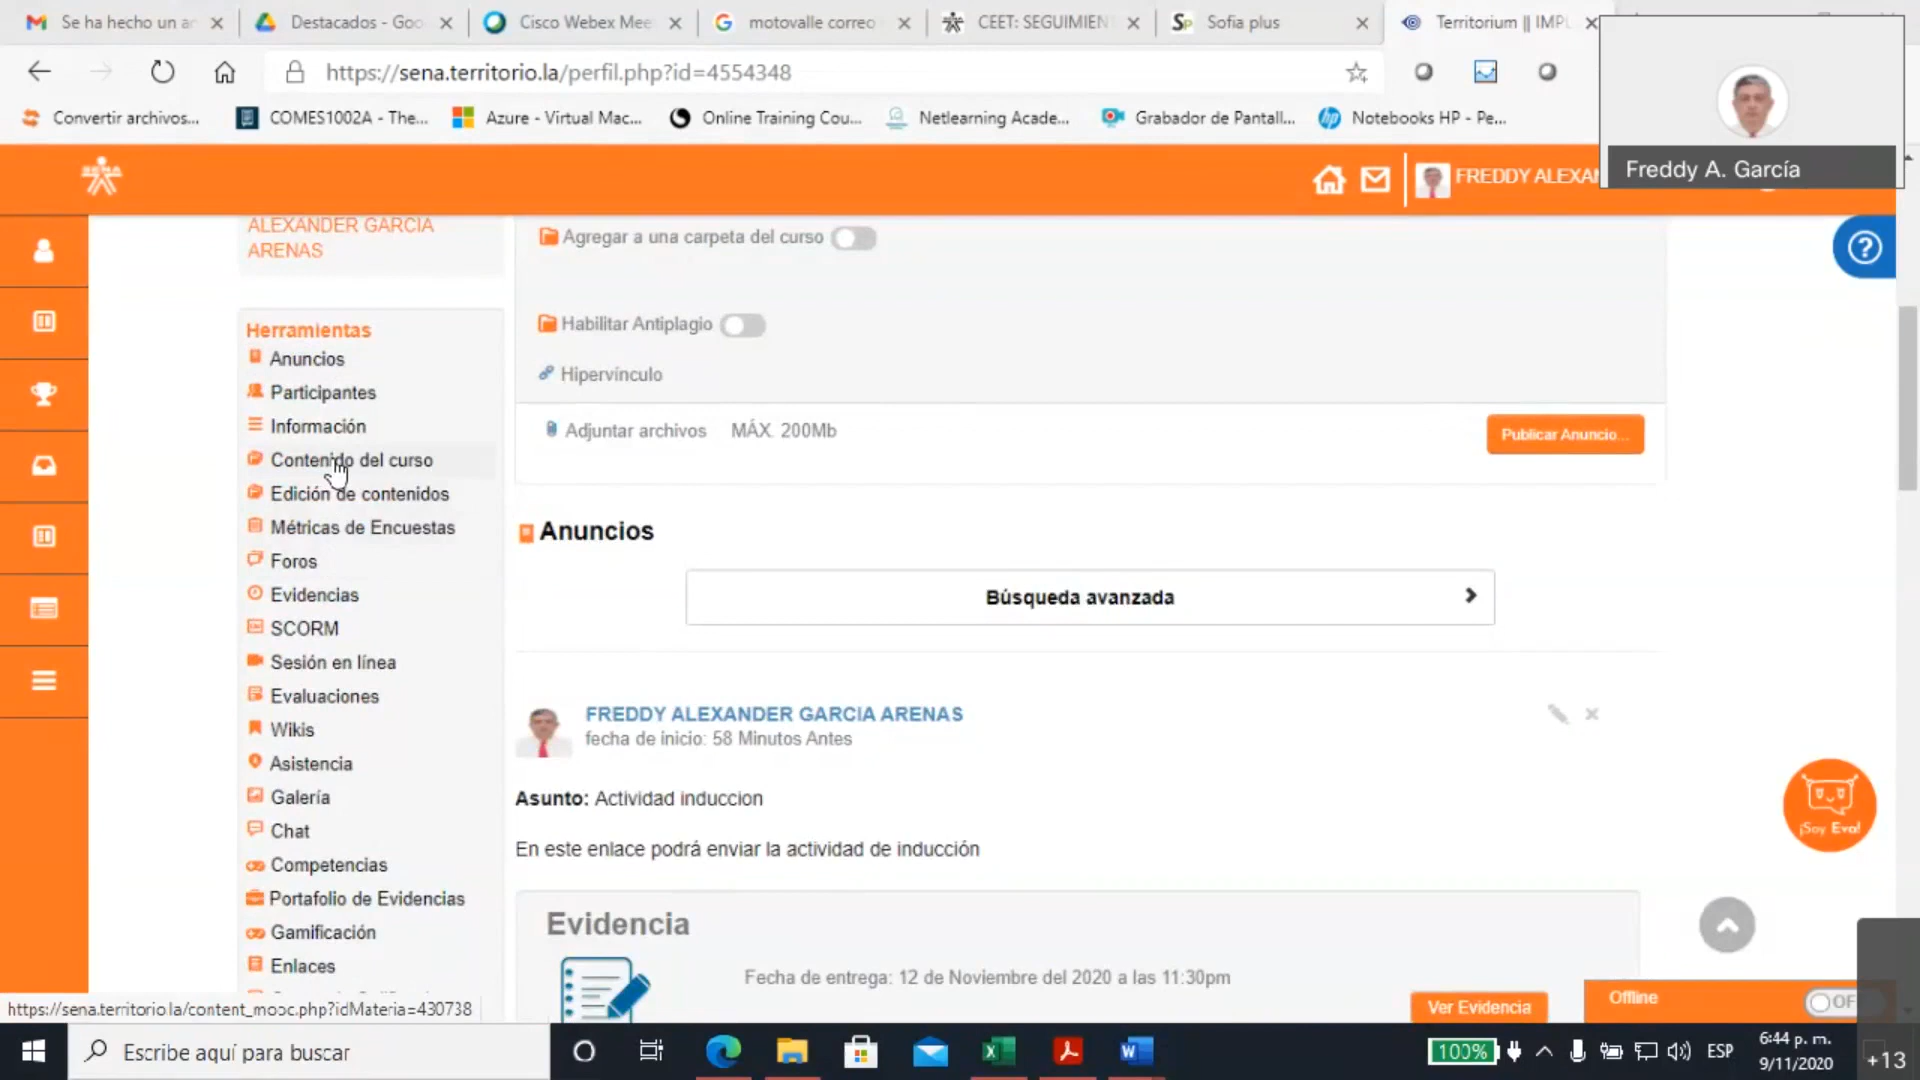 Se ha hecho un an
Destacados - Goo
Cisco Webex Mee
motovalle correo
CEET: SEGUIMIEN
Sofia plus
Territorium || IMPL
https://sena.territorio.la/perfil.php?id=4554348
Convertir archivos...
COMES1002A - The...
Azure - Virtual Mac...
Online Training Cou...
Netlearning Acade...
Grabador de Pantall...
Notebooks HP - Pe...
Freddy A. García
FREDDY ALEXAN
ALEXANDER GARCIA
ARENAS
Agregar a una carpeta del curso
Habilitar Antiplagio
Hipervínculo
Adjuntar archivos MÁX. 200Mb
Publicar Anuncio...
Herramientas
Anuncios
Participantes
Información
Contenido del curso
Edición de contenidos
Métricas de Encuestas
Foros
Evidencias
SCORM
Sesión en línea
Evaluaciones
Wikis
Asistencia
Galería
Chat
Competencias
Portafolio de Evidencias
Gamificación
Enlaces
Anuncios
Búsqueda avanzada
FREDDY ALEXANDER GARCIA ARENAS
fecha de inicio: 58 Minutos Antes
Asunto: Actividad induccion
En este enlace podrá enviar la actividad de inducción
Evidencia
Fecha de entrega: 12 de Noviembre del 2020 a las 11:30pm
Ver Evidencia
¡Soy Eva!
Offline
OF
https://sena.territorio.la/content_mooc.php?idMateria=430738
Escribe aquí para buscar
100%
ESP
6:44 p. m.
9/11/2020
+13